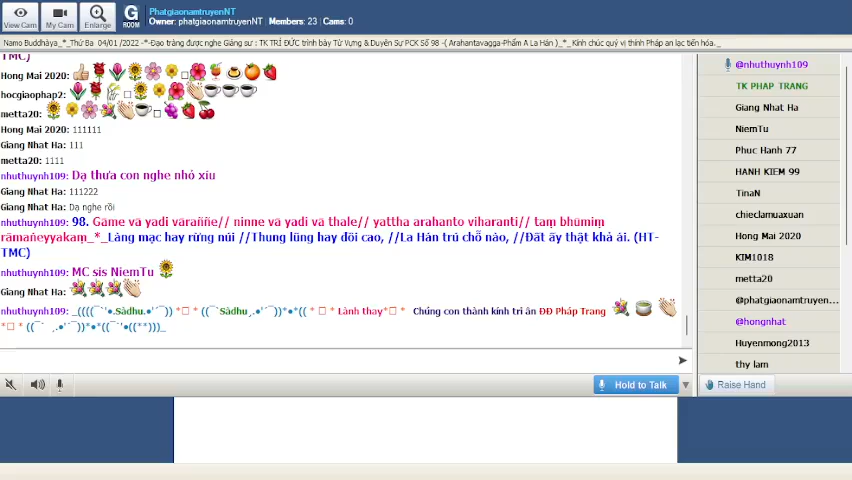 PhatgiaonamtruyenNT
Owner: phatgiaonamtruyenNT | Members: 23 | Cams: 0
View Cam
My Cam
Enlarge
G ROOM
Namo Buddhàya_*_Thứ Ba 04/01 /2022 -*-Đạo tràng được nghe Giảng sư : TK TRÍ ĐỨC trình bày Từ Vựng & Duyên Sự PCK Số 98 -( Arahantavagga-Phẩm A La Hán )_*_Kính chúc quý vị thính Pháp an lạc tiến hóa._
TMC)
Hong Mai 2020:
hocgiaophap2:
metta20:
Hong Mai 2020: 111111
Giang Nhat Ha: 111
metta20: 1111
nhuthuynh109: Dạ thưa con nghe nhỏ xíu
Giang Nhat Ha: 111222
Giang Nhat Ha: Dạ nghe rồi
nhuthuynh109: 98. Gāme vā yadi vāraññe// ninne vā yadi vā thale// yattha arahanto viharanti// taṃ bhūmiṃ
rāmaṇeyyakaṃ_*_Làng mạc hay rừng núi //Thung lũng hay đồi cao, //La Hán trú chỗ nào, //Đất ấy thật khả ái. (HT-
TMC)
nhuthuynh109: MC sis NiemTu
Giang Nhat Ha:
nhuthuynh109: _((((¯`'•.Sàdhu.•'´¯)) *□ * ((¯`Sàdhu¸.•'´¯))*•*(( * □ * Lành thay*□ * Chúng con thành kính tri ân ĐĐ Pháp Trang
*□ * ((¯` ¸.•'´¯))*•*((¯`'•((**)))_
Hold to Talk
Raise Hand
@nhuthuynh109
TK PHAP TRANG
Giang Nhat Ha
NiemTu
Phuc Hanh 77
HANH KIEM 99
TinaN
chieclamuaxuan
Hong Mai 2020
KIM1018
metta20
@phatgiaonamtruyen...
@hongnhat
Huyenmong2013
thy lam